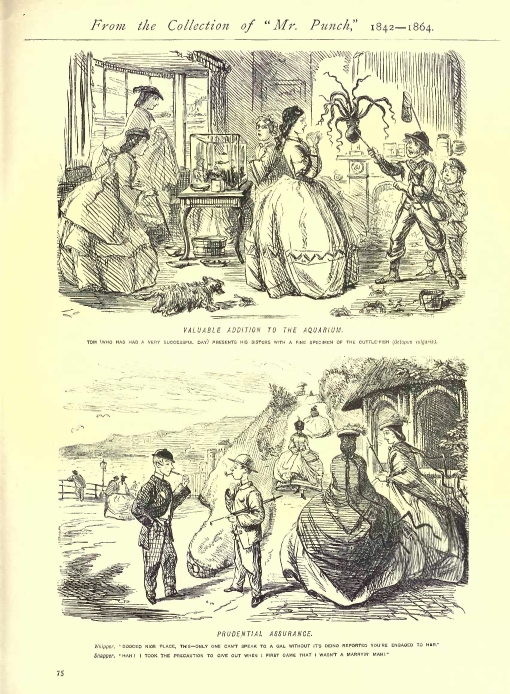 From the Collection of "Mr. Punch," 1842—1864.
VALUABLE ADDITION TO THE AQUARIUM.
TOM (WHO HAS HAD A VERY SUCCESSFUL DAY) PRESENTS HIS SISTERS WITH A FINE SPECIMEN OF THE CUTTLE-FISH (Octopus vulgaris).
PRUDENTIAL ASSURANCE.
Whipper. "DOOCED NICE PLACE, THIS—ONLY ONE CAN'T SPEAK TO A GAL WITHOUT IT'S BEING REPORTED YOU'RE ENGAGED TO HER."
Snapper. "HAH! I TOOK THE PRECAUTION TO GIVE OUT WHEN I FIRST CAME THAT I WASN'T A MARRYIN' MAN!"
75